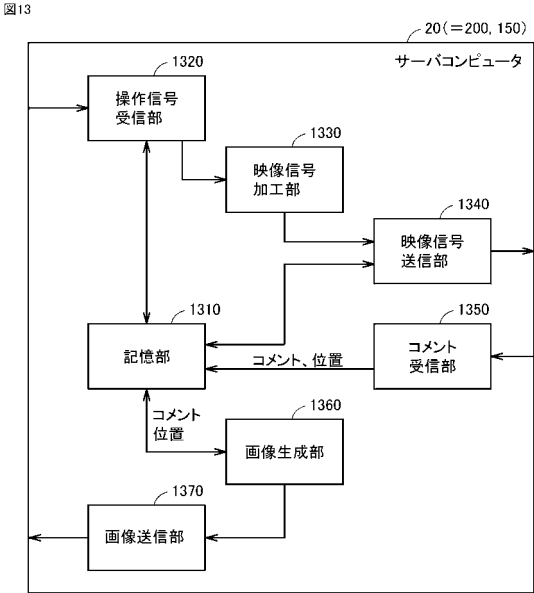 図13
20(=200, 150)
サーバコンピュータ
1320
操作信号
受信部
1330
映像信号
加工部
1340
映像信号
送信部
1310
記憶部
1350
コメント
受信部
コメント、位置
コメント
位置
1360
画像生成部
1370
画像送信部